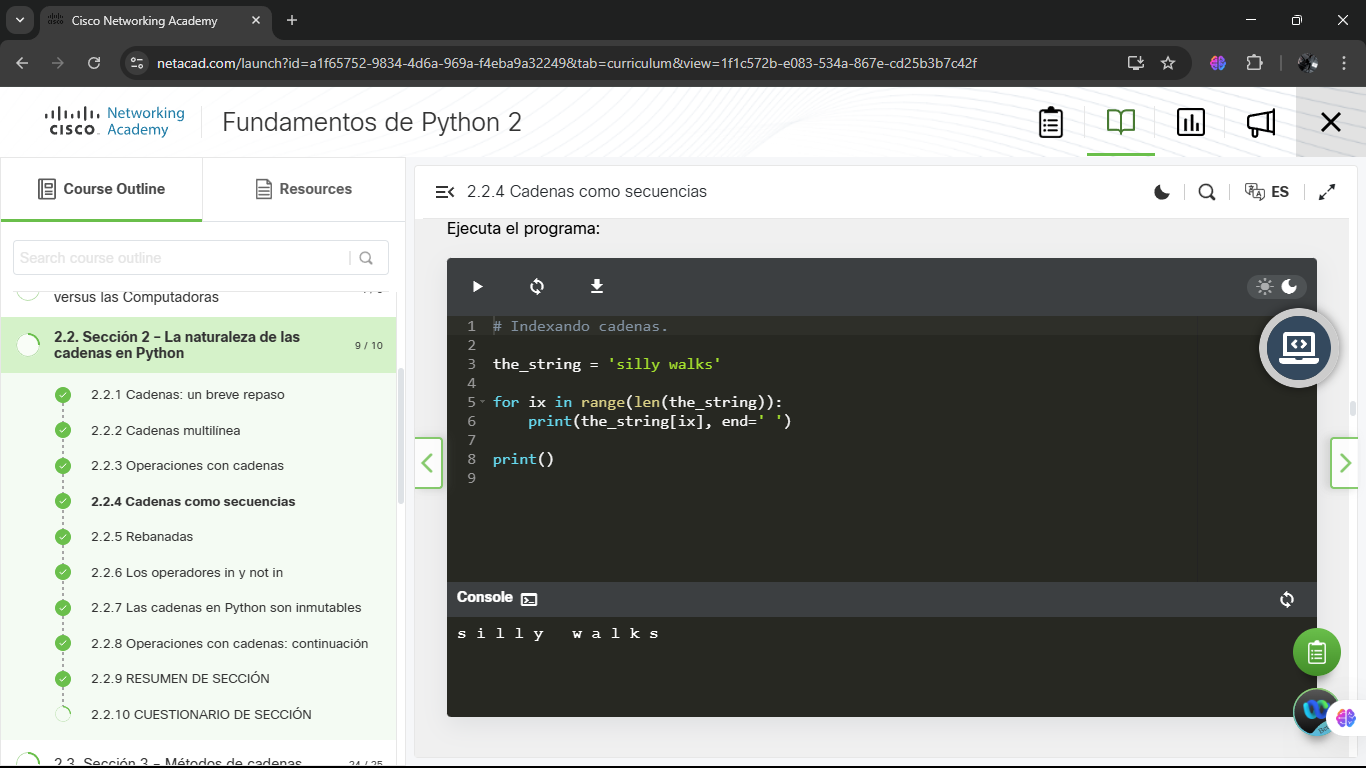 Cisco Networking Academy
netacad.com/launch?id=a1f65752-9834-4d6a-969a-f4eba9a32249&tab=curriculum&view=1f1c572b-e083-534a-867e-cd25b3b7c42f
CISCO Networking Academy
Fundamentos de Python 2
Course Outline
Resources
Search course outline
versus las Computadoras
2.2. Sección 2 – La naturaleza de las cadenas en Python
9 / 10
2.2.1 Cadenas: un breve repaso
2.2.2 Cadenas multilínea
2.2.3 Operaciones con cadenas
2.2.4 Cadenas como secuencias
2.2.5 Rebanadas
2.2.6 Los operadores in y not in
2.2.7 Las cadenas en Python son inmutables
2.2.8 Operaciones con cadenas: continuación
2.2.9 RESUMEN DE SECCIÓN
2.2.10 CUESTIONARIO DE SECCIÓN
2.3. Sección 3 – Métodos de cadenas
24 / 25
2.2.4 Cadenas como secuencias
ES
Ejecuta el programa:
1 # Indexando cadenas.
2
3 the_string = 'silly walks'
4
5 for ix in range(len(the_string)):
6     print(the_string[ix], end=' ')
7
8 print()
9
Console
s i l l y   w a l k s